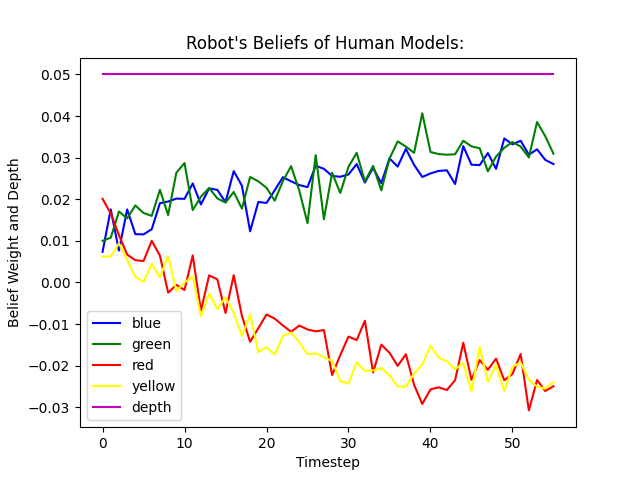 Robot's Beliefs of Human Models:
Belief Weight and Depth
0.05
0.04
0.03
0.02
0.01
0.00
−0.01
−0.02
−0.03
blue
green
red
yellow
depth
0
10
20
30
40
50
Timestep